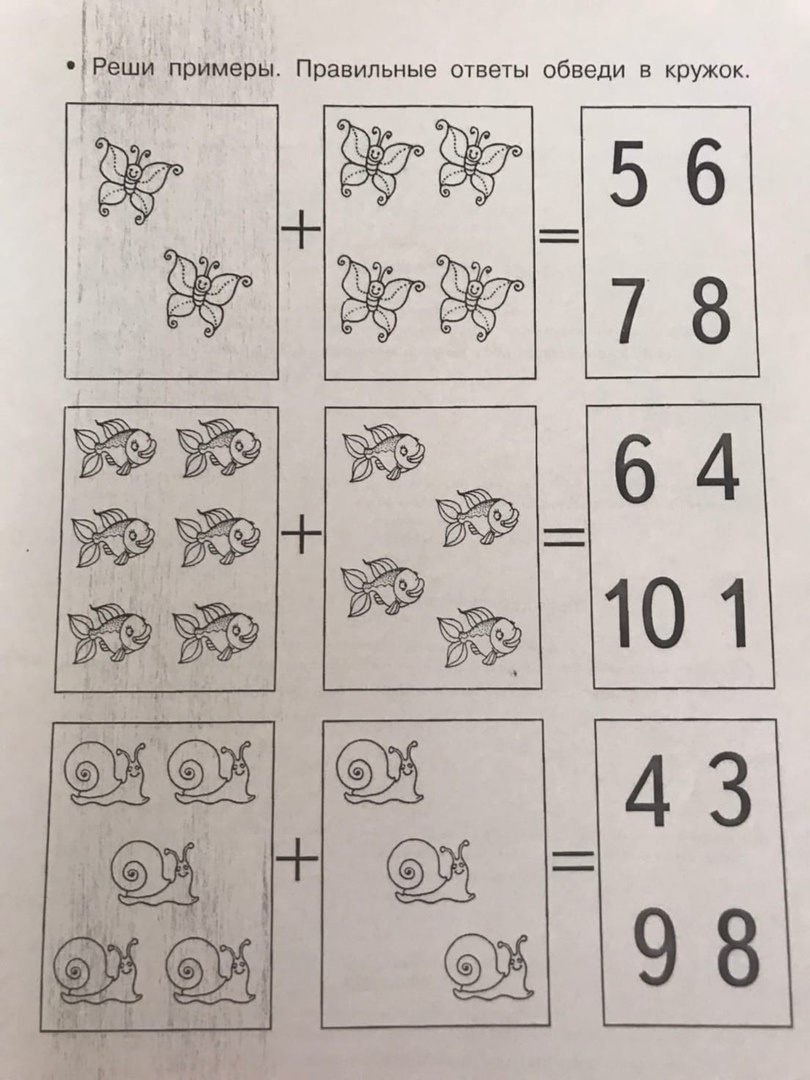 • Реши примеры. Правильные ответы обведи в кружок.
+ = 5 6
7 8
+ = 6 4
10 1
+ = 4 3
9 8